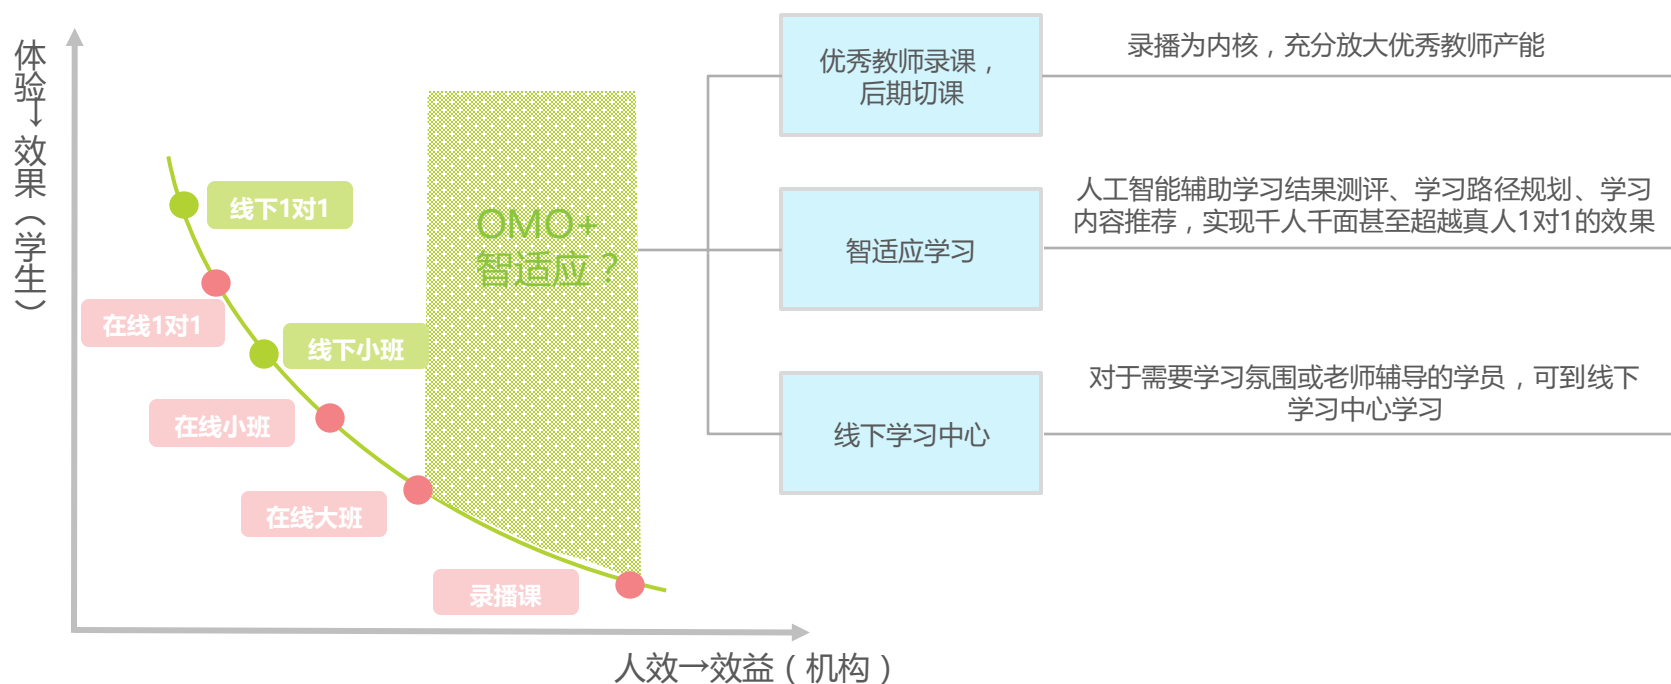 体验→效果（学生）
线下1对1
在线1对1
线下小班
在线小班
在线大班
录播课
人效→效益（机构）
OMO+
智适应？
优秀教师录课，
后期切课
录播为内核，充分放大优秀教师产能
智适应学习
人工智能辅助学习结果测评、学习路径规划、学习
内容推荐，实现千人千面甚至超越真人1对1的效果
线下学习中心
对于需要学习氛围或老师辅导的学员，可到线下
学习中心学习